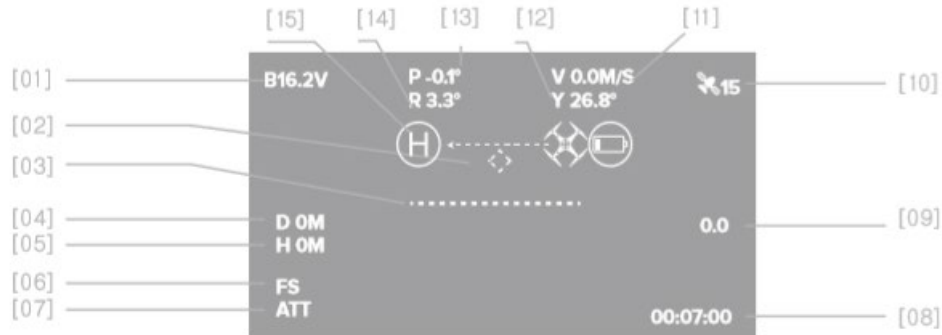 [15] [14] [13] [12] [11]
[01] B16.2V P -0.1° V 0.0M/S 15 [10]
R 3.3° Y 26.8°
[02] H
[03]
[04] D 0M 0.0 [09]
[05] H 0M
[06] FS
[07] ATT 00:07:00 [08]